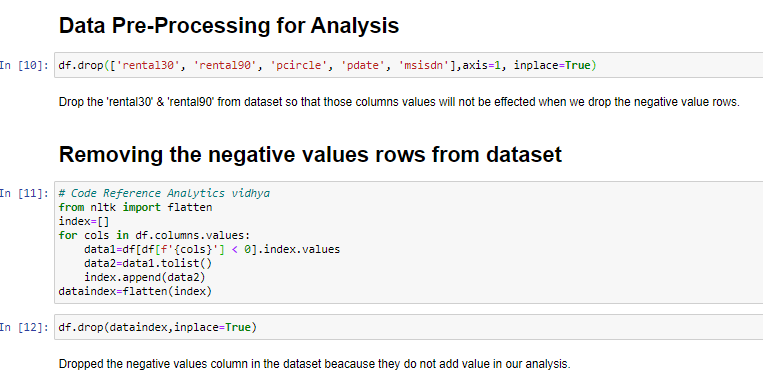 Data Pre-Processing for Analysis
In [10]: df.drop(['rental30', 'rental90', 'pcircle', 'pdate', 'msisdn'],axis=1, inplace=True)
Drop the 'rental30' & 'rental90' from dataset so that those columns values will not be effected when we drop the negative value rows.
Removing the negative values rows from dataset
In [11]: # Code Reference Analytics vidhya
from nltk import flatten
index=[]
for cols in df.columns.values:
    data1=df[df[f'{cols}'] < 0].index.values
    data2=data1.tolist()
    index.append(data2)
dataindex=flatten(index)
In [12]: df.drop(dataindex,inplace=True)
Dropped the negative values column in the dataset beacause they do not add value in our analysis.